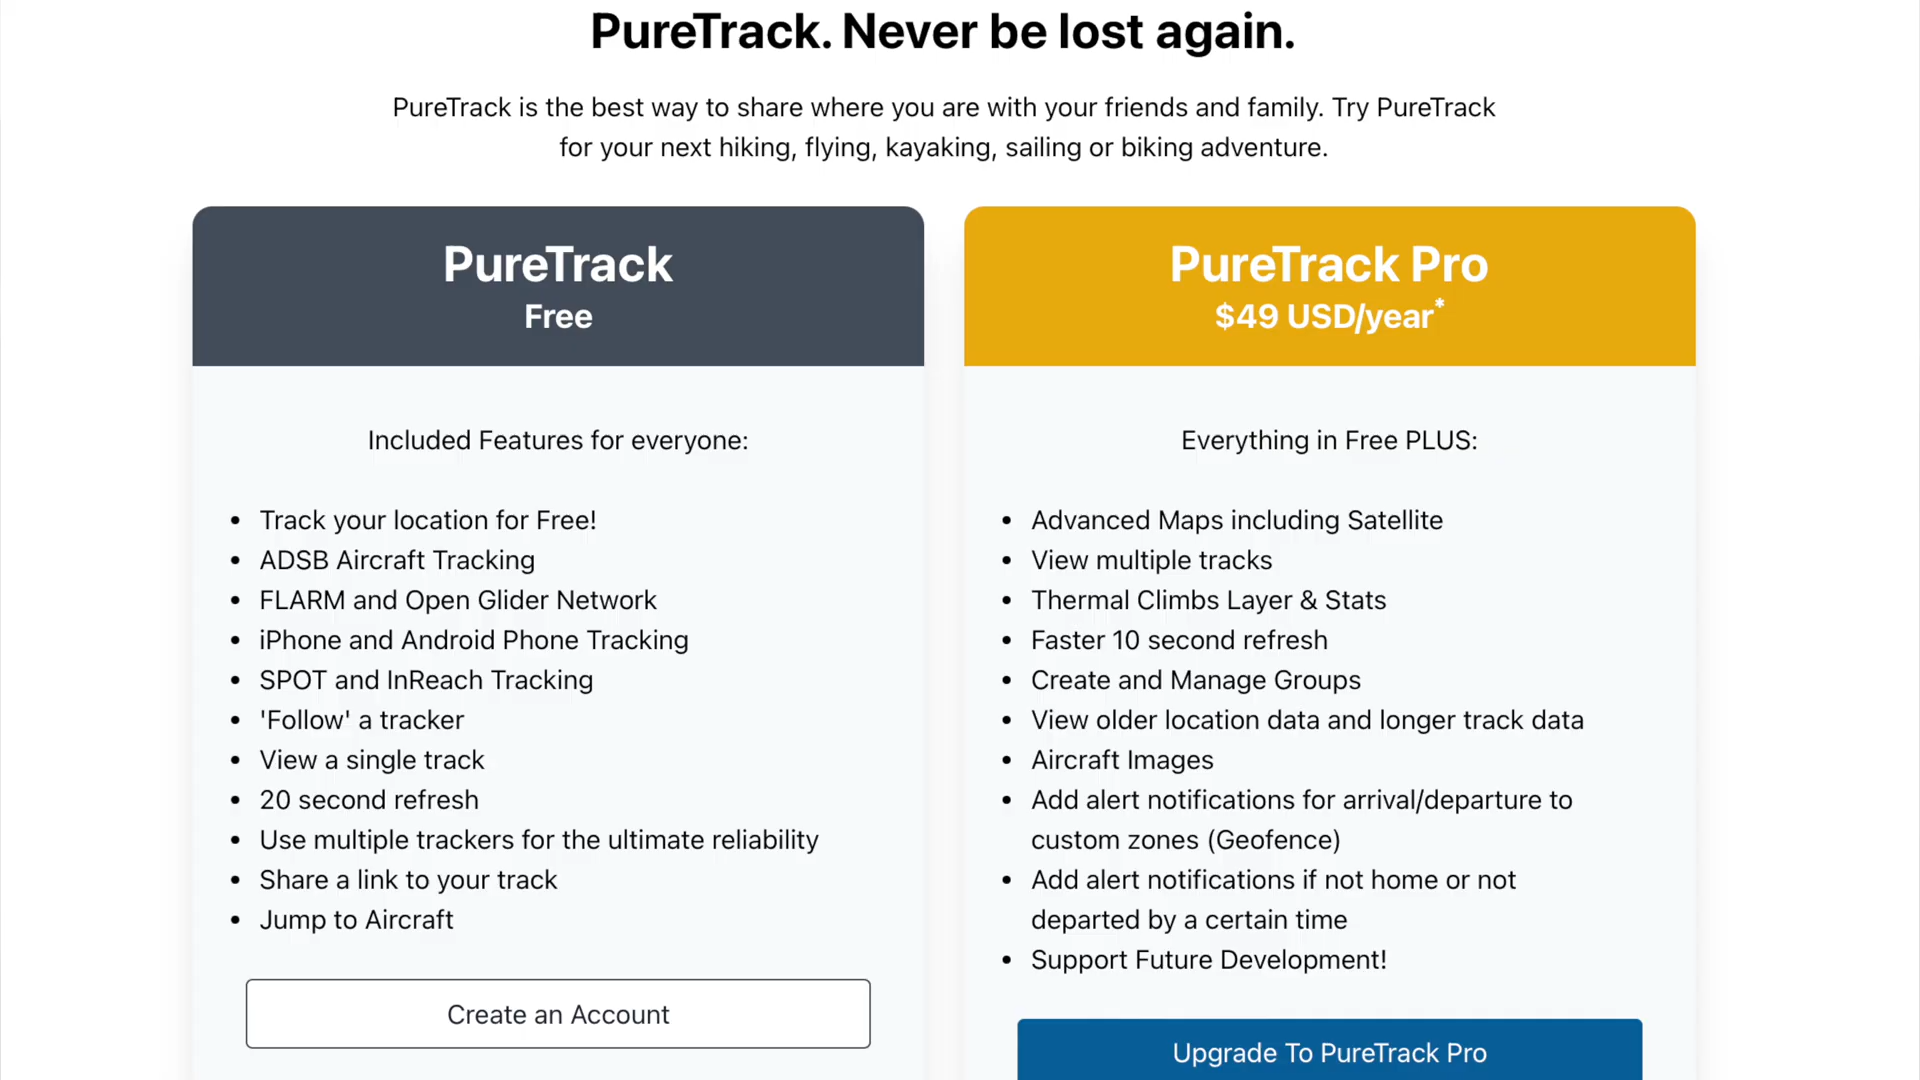 PureTrack. Never be lost again.
PureTrack is the best way to share where you are with your friends and family. Try PureTrack
for your next hiking, flying, kayaking, sailing or biking adventure.
PureTrack
Free
Included Features for everyone:
• Track your location for Free!
• ADSB Aircraft Tracking
• FLARM and Open Glider Network
• iPhone and Android Phone Tracking
• SPOT and InReach Tracking
• 'Follow' a tracker
• View a single track
• 20 second refresh
• Use multiple trackers for the ultimate reliability
• Share a link to your track
• Jump to Aircraft
Create an Account
PureTrack Pro
$49 USD/year*
Everything in Free PLUS:
• Advanced Maps including Satellite
• View multiple tracks
• Thermal Climbs Layer & Stats
• Faster 10 second refresh
• Create and Manage Groups
• View older location data and longer track data
• Aircraft Images
• Add alert notifications for arrival/departure to
custom zones (Geofence)
• Add alert notifications if not home or not
departed by a certain time
• Support Future Development!
Upgrade To PureTrack Pro